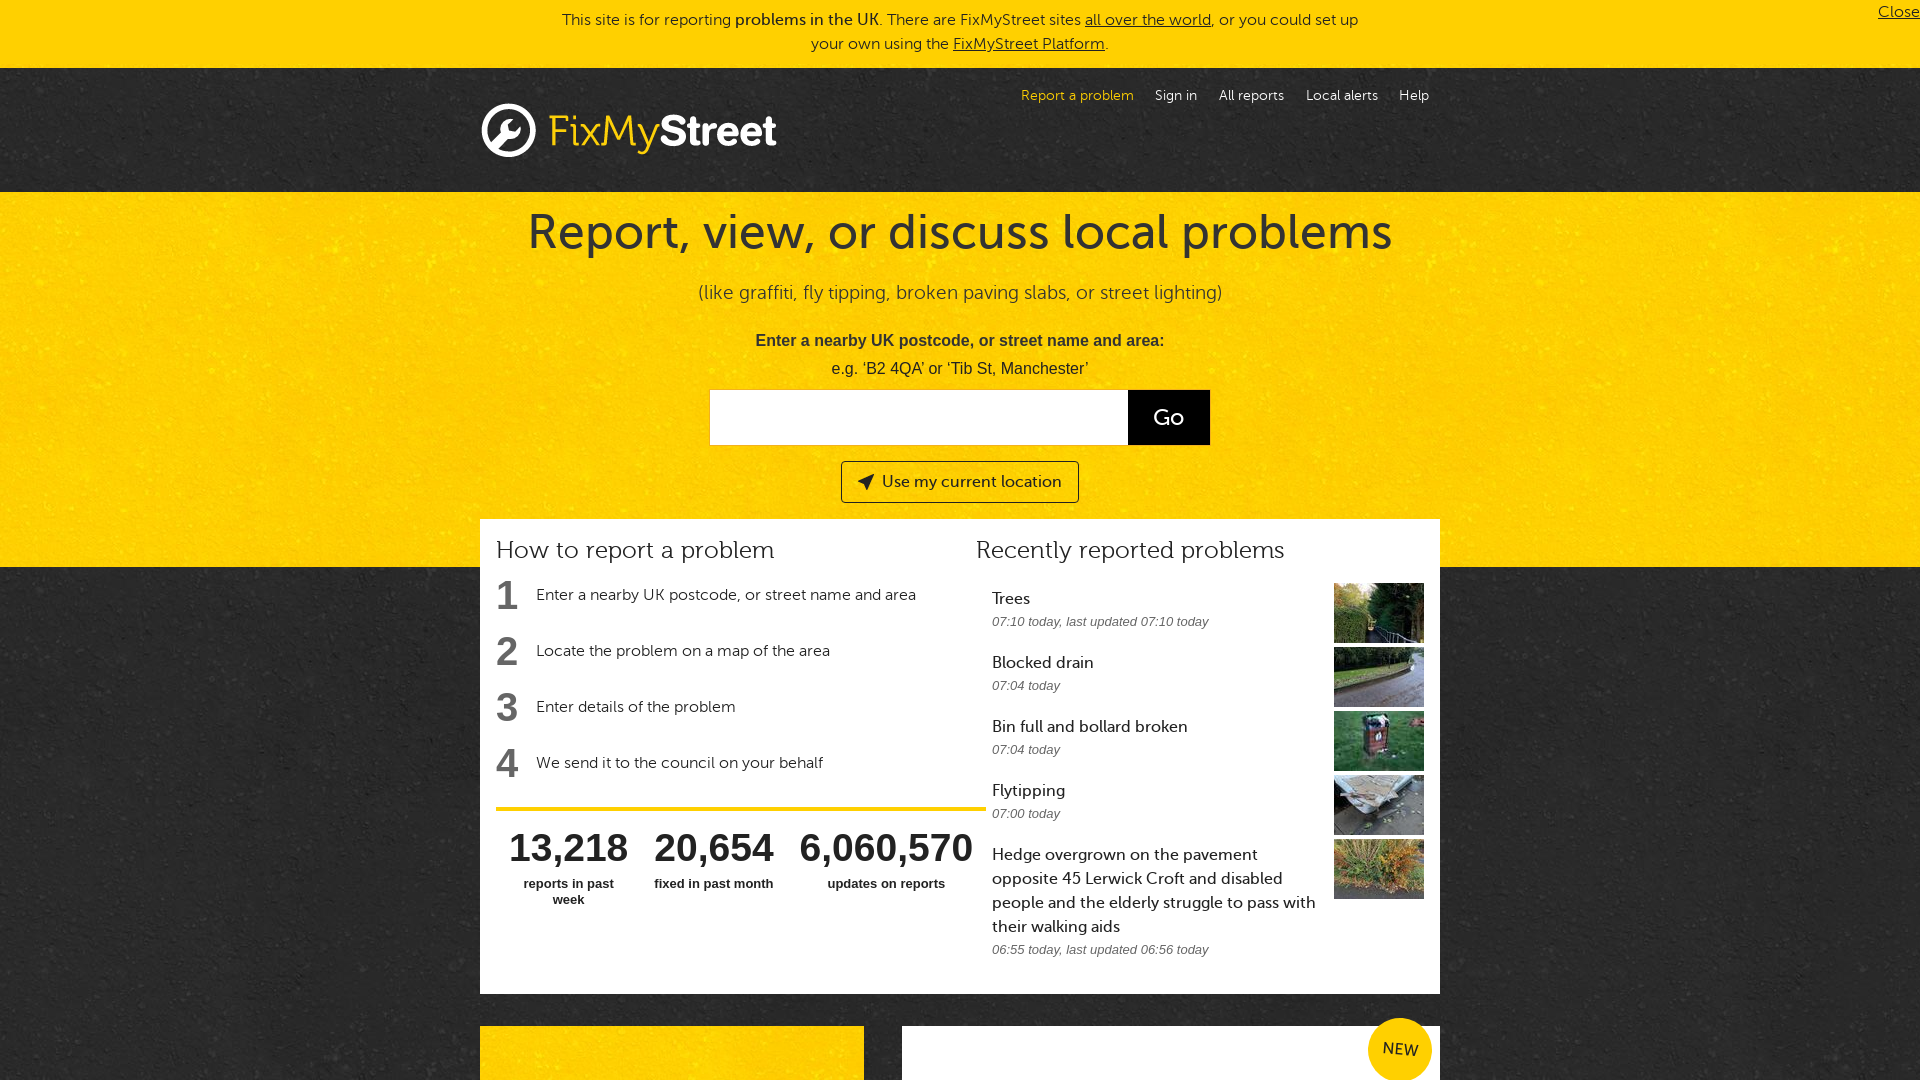 This site is for reporting problems in the UK. There are FixMyStreet sites all over the world, or you could set up
your own using the FixMyStreet Platform.
Close
FixMyStreet
Report a problem
Sign in
All reports
Local alerts
Help
Report, view, or discuss local problems
(like graffiti, fly tipping, broken paving slabs, or street lighting)
Enter a nearby UK postcode, or street name and area:
e.g. ‘B2 4QA’ or ‘Tib St, Manchester’
Go
Use my current location
How to report a problem
1 Enter a nearby UK postcode, or street name and area
2 Locate the problem on a map of the area
3 Enter details of the problem
4 We send it to the council on your behalf
13,218
reports in past
week
20,654
fixed in past month
6,060,570
updates on reports
Recently reported problems
Trees
07:10 today, last updated 07:10 today
Blocked drain
07:04 today
Bin full and bollard broken
07:04 today
Flytipping
07:00 today
Hedge overgrown on the pavement
opposite 45 Lerwick Croft and disabled
people and the elderly struggle to pass with
their walking aids
06:55 today, last updated 06:56 today
NEW